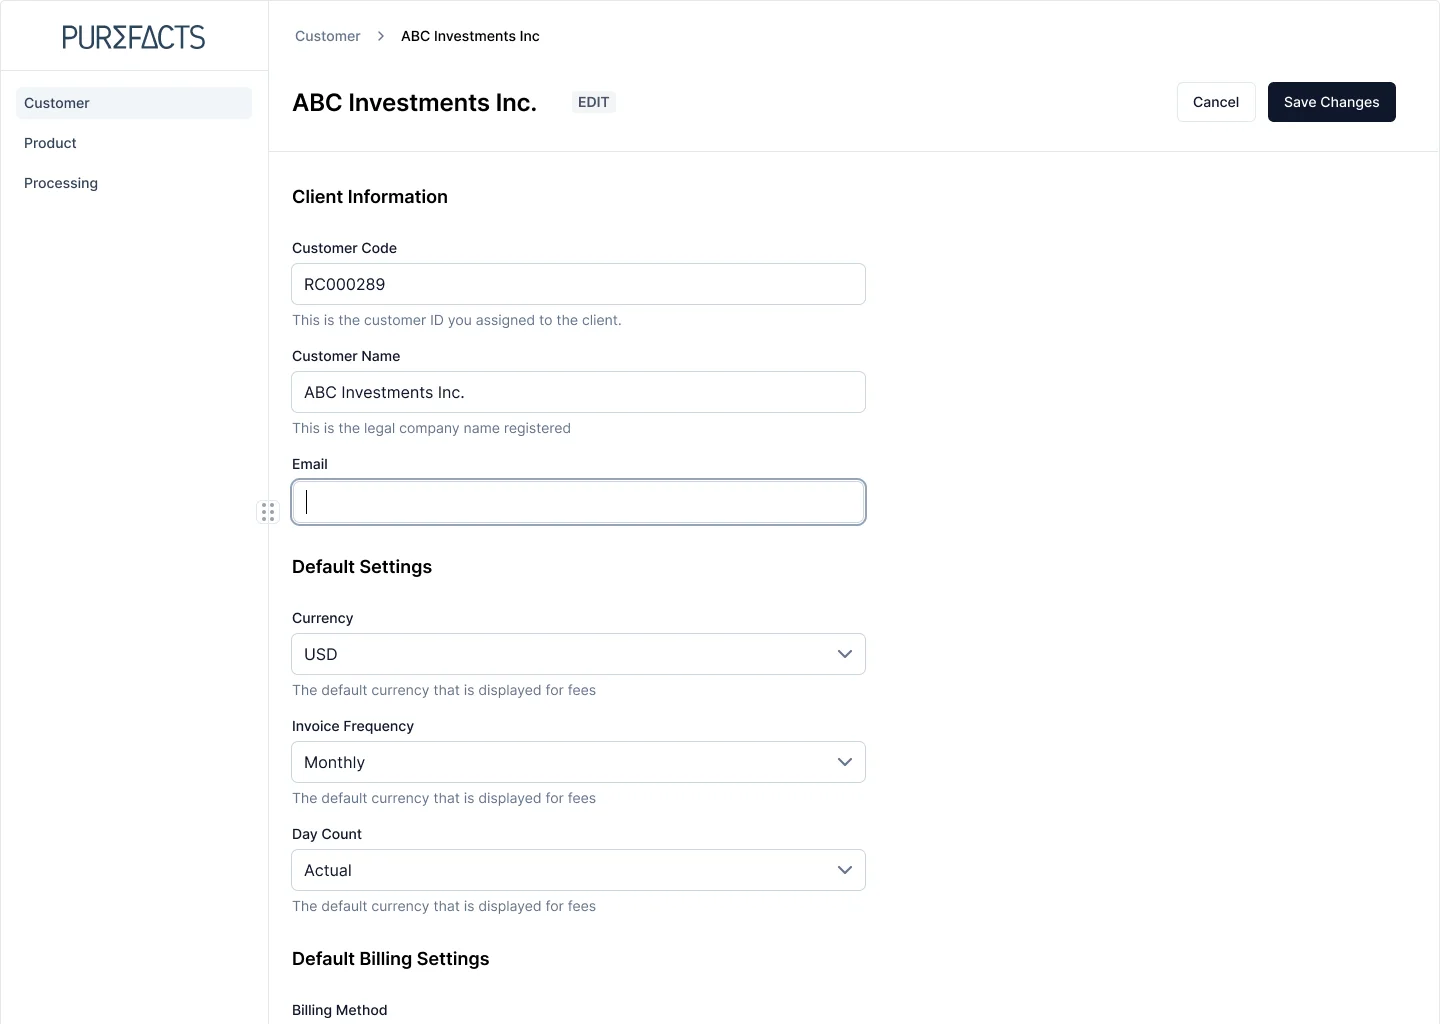 PUREFACTS
Customer
Product
Processing
Customer > ABC Investments Inc
ABC Investments Inc. EDIT
Cancel
Save Changes
Client Information
Customer Code
RC000289
This is the customer ID you assigned to the client.
Customer Name
ABC Investments Inc.
This is the legal company name registered
Email
Default Settings
Currency
USD
The default currency that is displayed for fees
Invoice Frequency
Monthly
The default currency that is displayed for fees
Day Count
Actual
The default currency that is displayed for fees
Default Billing Settings
Billing Method